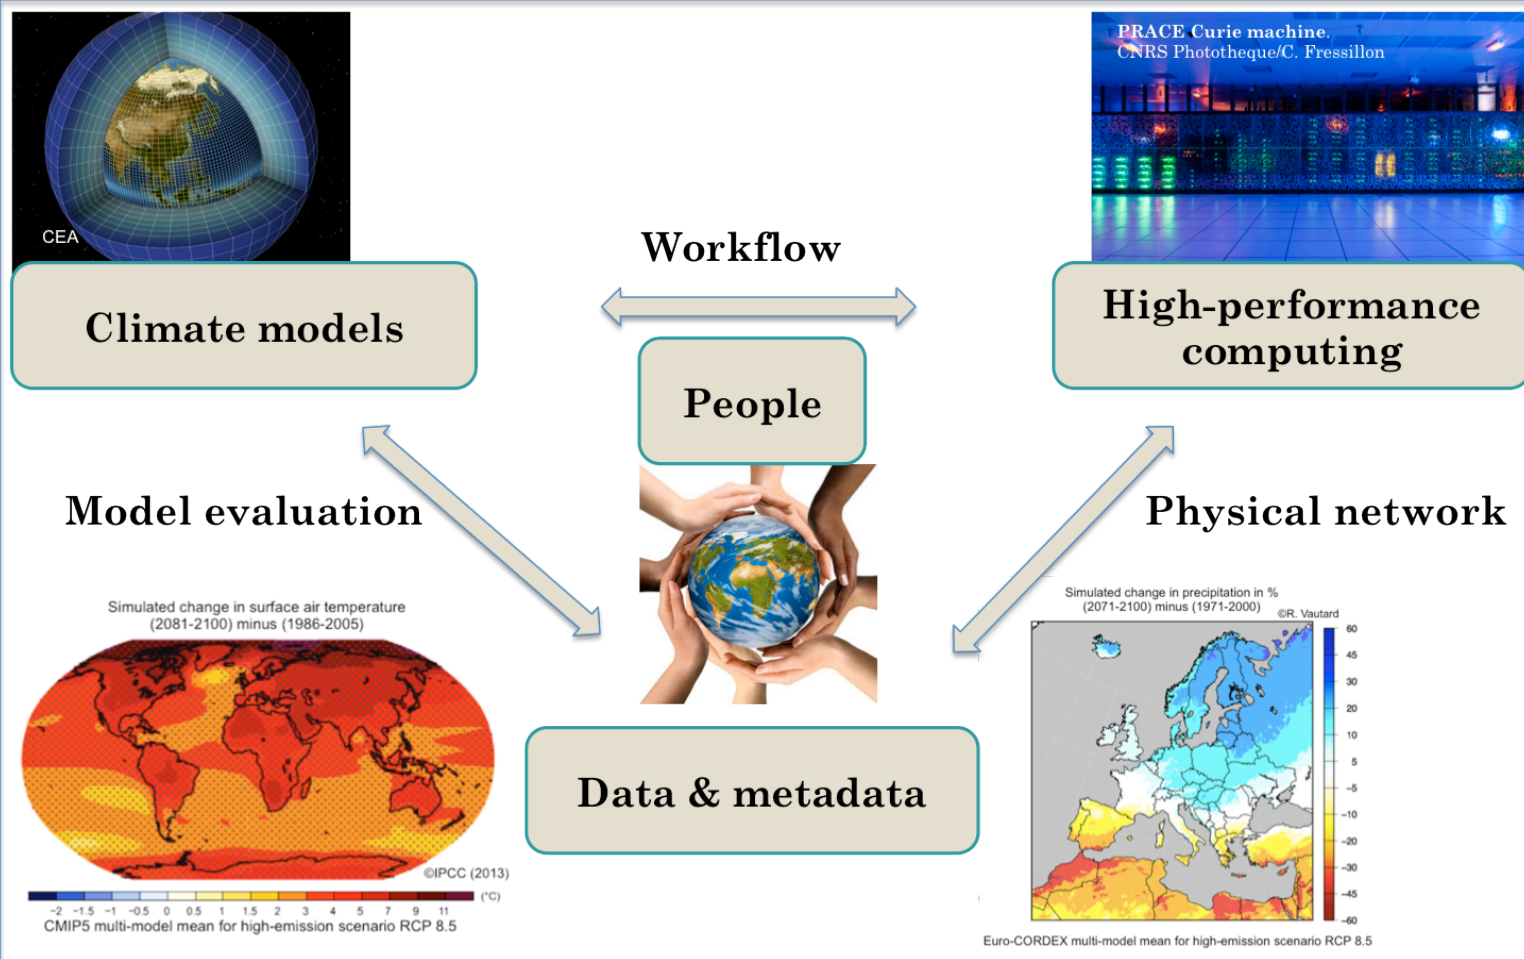 PRACE Curie machine.
CNRS Phototheque/C. Fressillon
CEA
Workflow
Climate models
High-performance
computing
People
Model evaluation
Physical network
Simulated change in surface air temperature
(2081-2100) minus (1986-2005)
Simulated change in precipitation in %
(2071-2100) minus (1971-2000)
©R. Vautard
60
45
30
20
10
5
−5
−10
−20
−30
−45
−60
Data & metadata
©IPCC (2013)
(°C)
−2 −1.5 −1 −0.5 0 0.5 1 1.5 2 3 4 5 7 9 11
CMIP5 multi-model mean for high-emission scenario RCP 8.5
Euro-CORDEX multi-model mean for high-emission scenario RCP 8.5